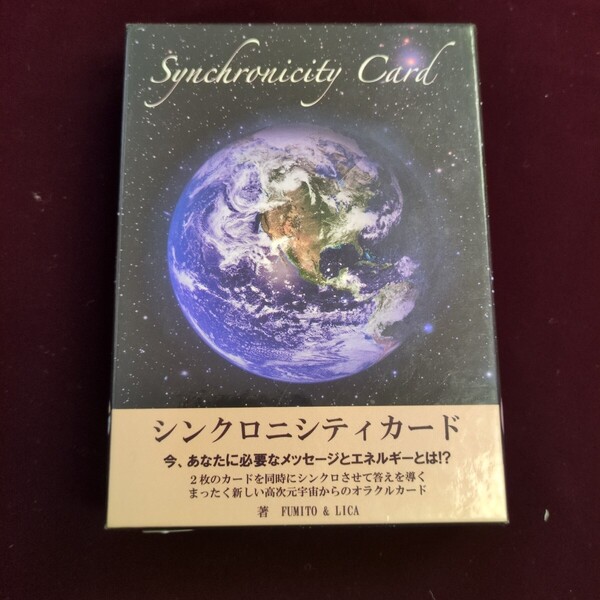 Synchronicity Card
シンクロニシティカード
今、あなたに必要なメッセージとエネルギーとは!?
2枚のカードを同時にシンクロさせて答えを導く
まったく新しい高次元宇宙からのオラクルカード
著 FUMITO & LICA